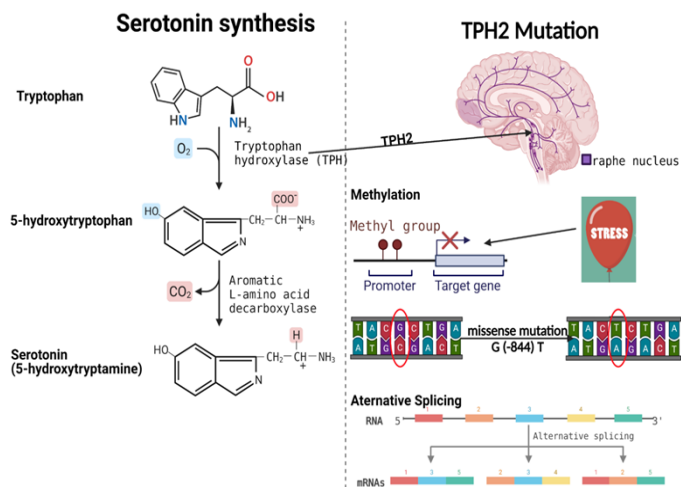 Serotonin synthesis
Tryptophan
O
OH
HN
NH2
O2
Tryptophan
hydroxylase (TPH)
5-hydroxytryptophan
HO
COO-
C
H2
C
H
NH3
+
N
CO2
Aromatic
L-amino acid
decarboxylase
Serotonin
(5-hydroxytryptamine)
HO
H
C
H2
CH
NH3
+
N
TPH2 Mutation
TPH2
raphe nucleus
Methylation
Methyl group
Promoter
Target gene
STRESS
T A C G C T G A
A T G C G A C T
missense mutation
G (-844) T
T A C T C T G A
A T G A G A C T
Aternative Splicing
RNA 5 1 2 3 4 5 3'
Alternative splicing
mRNAs 1 3 5 2 3 4 1 2 5